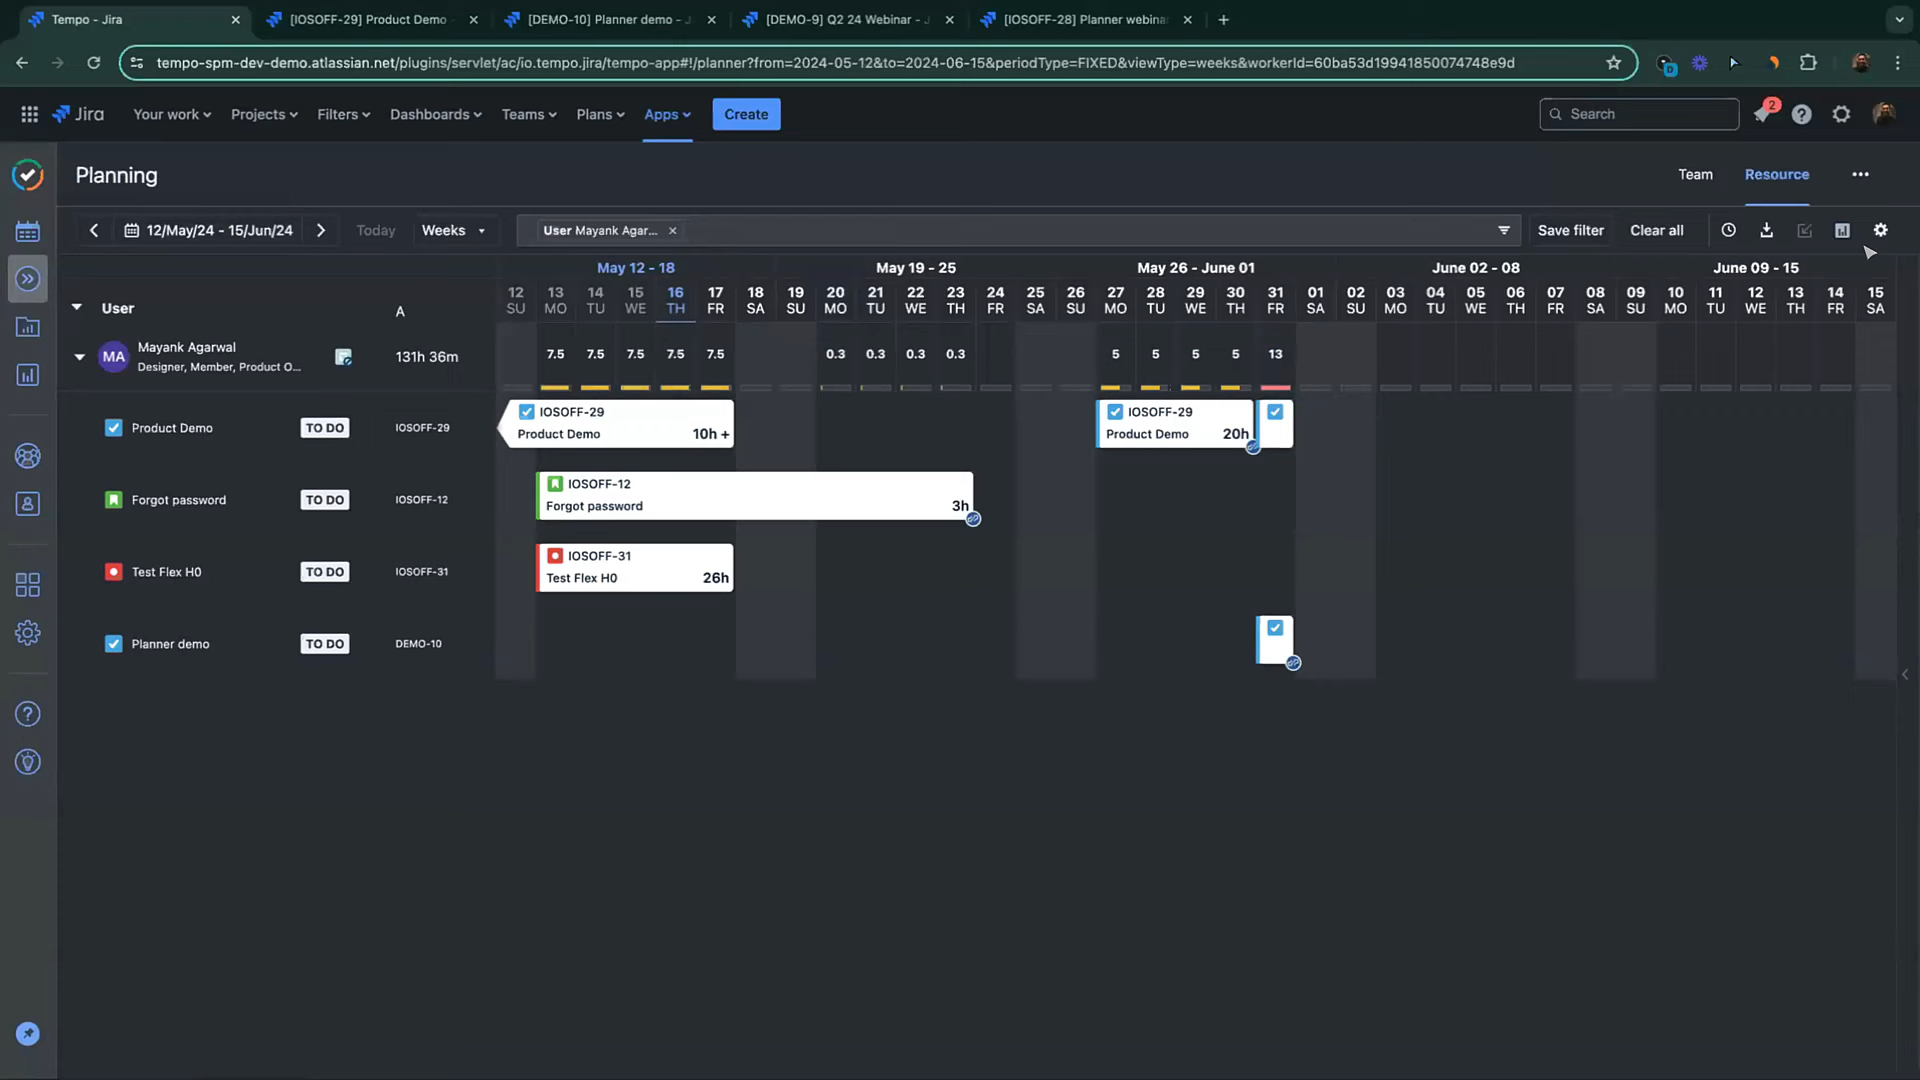 Tempo - Jira
[IOSOFF-29] Product Demo
[DEMO-10] Planner demo - J
[DEMO-9] Q2 24 Webinar - J
[IOSOFF-28] Planner webinar
tempo-spm-dev-demo.atlassian.net/plugins/servlet/ac/io.tempo.jira/tempo-app#!/planner?from=2024-05-12&to=2024-06-15&periodType=FIXED&viewType=weeks&workerId=60ba53d19941850074748e9d
Jira
Your work
Projects
Filters
Dashboards
Teams
Plans
Apps
Create
Search
2
Planning
Team
Resource
12/May/24 - 15/Jun/24
Today
Weeks
User Mayank Agar...
Save filter
Clear all
May 12 - 18
May 19 - 25
May 26 - June 01
June 02 - 08
June 09 - 15
User
A
12 13 14 15 16 17 18 19 20 21 22 23 24 25 26 27 28 29 30 31 01 02 03 04 05 06 07 08 09 10 11 12 13 14 15
SU MO TU WE TH FR SA SU MO TU WE TH FR SA SU MO TU WE TH FR SA SU MO TU WE TH FR SA SU MO TU WE TH FR SA
MA
Mayank Agarwal
Designer, Member, Product O...
131h 36m
7.5 7.5 7.5 7.5 7.5 0.3 0.3 0.3 0.3 5 5 5 5 13
Product Demo
TO DO
IOSOFF-29
IOSOFF-29
Product Demo
10h +
IOSOFF-29
Product Demo
20h
Forgot password
TO DO
IOSOFF-12
IOSOFF-12
Forgot password
3h
Test Flex H0
TO DO
IOSOFF-31
IOSOFF-31
Test Flex H0
26h
Planner demo
TO DO
DEMO-10